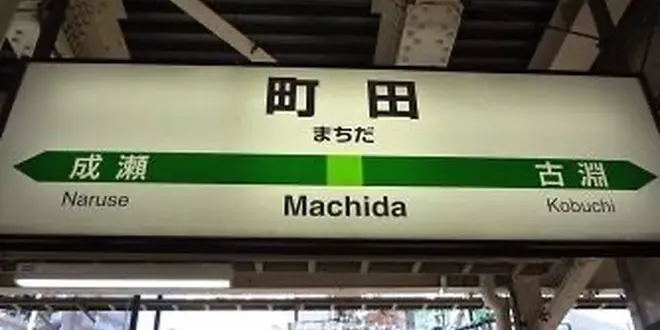 町田
まちだ
成瀬
古淵
Naruse
Machida
Kobuchi